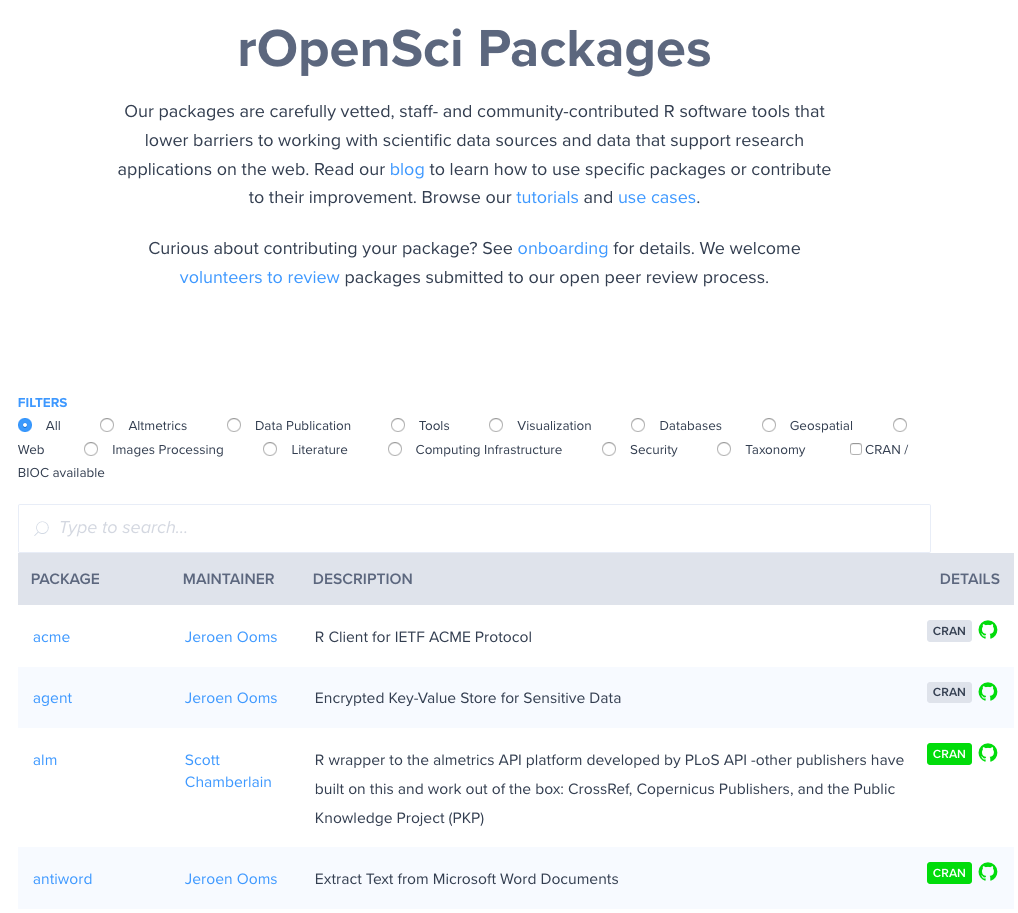 rOpenSci Packages
Our packages are carefully vetted, staff- and community-contributed R software tools that
lower barriers to working with scientific data sources and data that support research
applications on the web. Read our blog to learn how to use specific packages or contribute
to their improvement. Browse our tutorials and use cases.
Curious about contributing your package? See onboarding for details. We welcome
volunteers to review packages submitted to our open peer review process.
FILTERS
All Altmetrics Data Publication Tools Visualization Databases Geospatial
Web Images Processing Literature Computing Infrastructure Security Taxonomy CRAN /
BIOC available
Type to search...
PACKAGE MAINTAINER DESCRIPTION DETAILS
acme Jeroen Ooms R Client for IETF ACME Protocol CRAN
agent Jeroen Ooms Encrypted Key-Value Store for Sensitive Data CRAN
alm Scott R wrapper to the almetrics API platform developed by PLoS API -other publishers have CRAN
Chamberlain built on this and work out of the box: CrossRef, Copernicus Publishers, and the Public
Knowledge Project (PKP)
antiword Jeroen Ooms Extract Text from Microsoft Word Documents CRAN